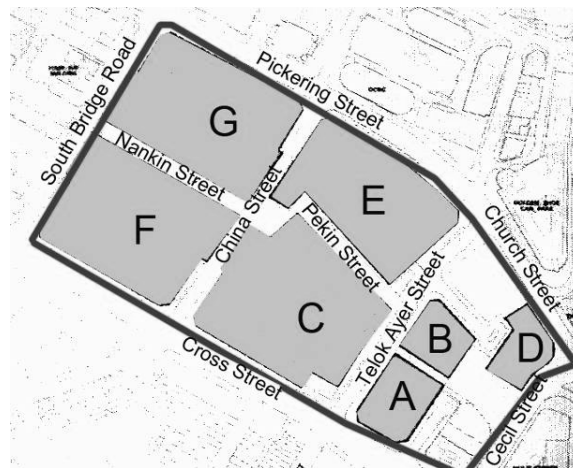 Pickering Street
South Bridge Road
OCBC
G
Nankin Street
E
China Street
Pekin Street
Church Street
F
C
Telok Ayer Street
B
D
Cross Street
A
Cecil Street